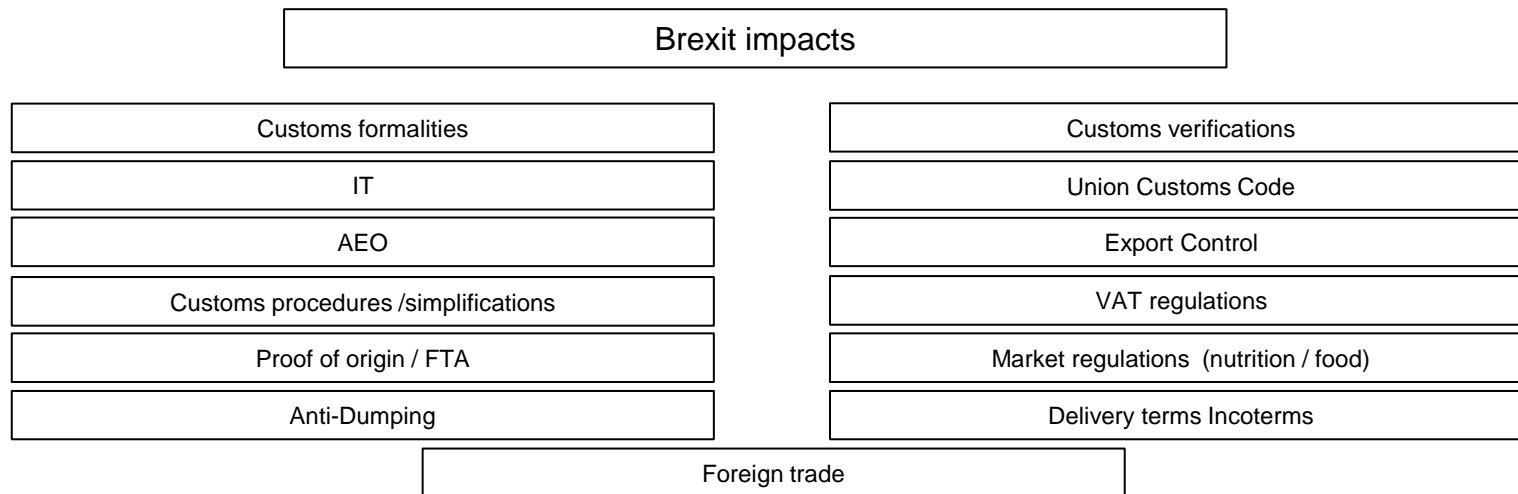 Brexit impacts
Customs formalities
Customs verifications
IT
Union Customs Code
AEO
Export Control
Customs procedures /simplifications
VAT regulations
Proof of origin / FTA
Market regulations  (nutrition / food)
Anti-Dumping
Delivery terms Incoterms
Foreign trade